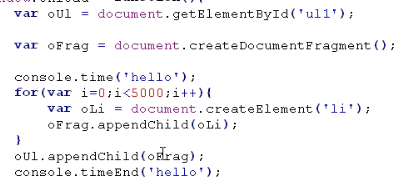 var oUl = document.getElementById('ul1');
var oFrag = document.createDocumentFragment();
console.time('hello');
for(var i=0;i<5000;i++){
var oLi = document.createElement('li');
oFrag.appendChild(oLi);
}
oUl.appendChild(oFrag);
console.timeEnd('hello');